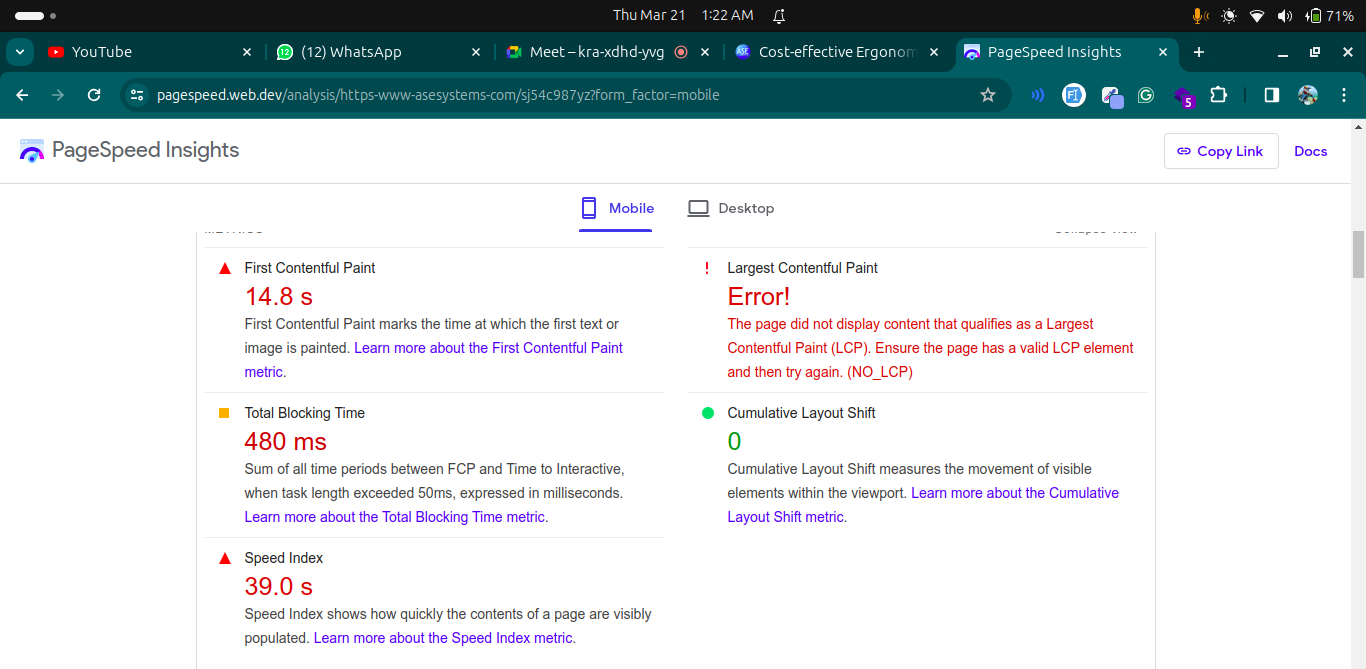 Thu Mar 21 1:22 AM
71%
YouTube
12
(12) WhatsApp
Meet – kra-xdhd-yvg
ASE
Cost-effective Ergonom
PageSpeed Insights
pagespeed.web.dev/analysis/https-www-asesystems-com/sj54c987yz?form_factor=mobile
5
PageSpeed Insights
Copy Link
Docs
Mobile
Desktop
METRICS
Collapse view
First Contentful Paint
14.8 s
First Contentful Paint marks the time at which the first text or
image is painted. Learn more about the First Contentful Paint
metric.
Largest Contentful Paint
Error!
The page did not display content that qualifies as a Largest
Contentful Paint (LCP). Ensure the page has a valid LCP element
and then try again. (NO_LCP)
Total Blocking Time
480 ms
Sum of all time periods between FCP and Time to Interactive,
when task length exceeded 50ms, expressed in milliseconds.
Learn more about the Total Blocking Time metric.
Cumulative Layout Shift
0
Cumulative Layout Shift measures the movement of visible
elements within the viewport. Learn more about the Cumulative
Layout Shift metric.
Speed Index
39.0 s
Speed Index shows how quickly the contents of a page are visibly
populated. Learn more about the Speed Index metric.